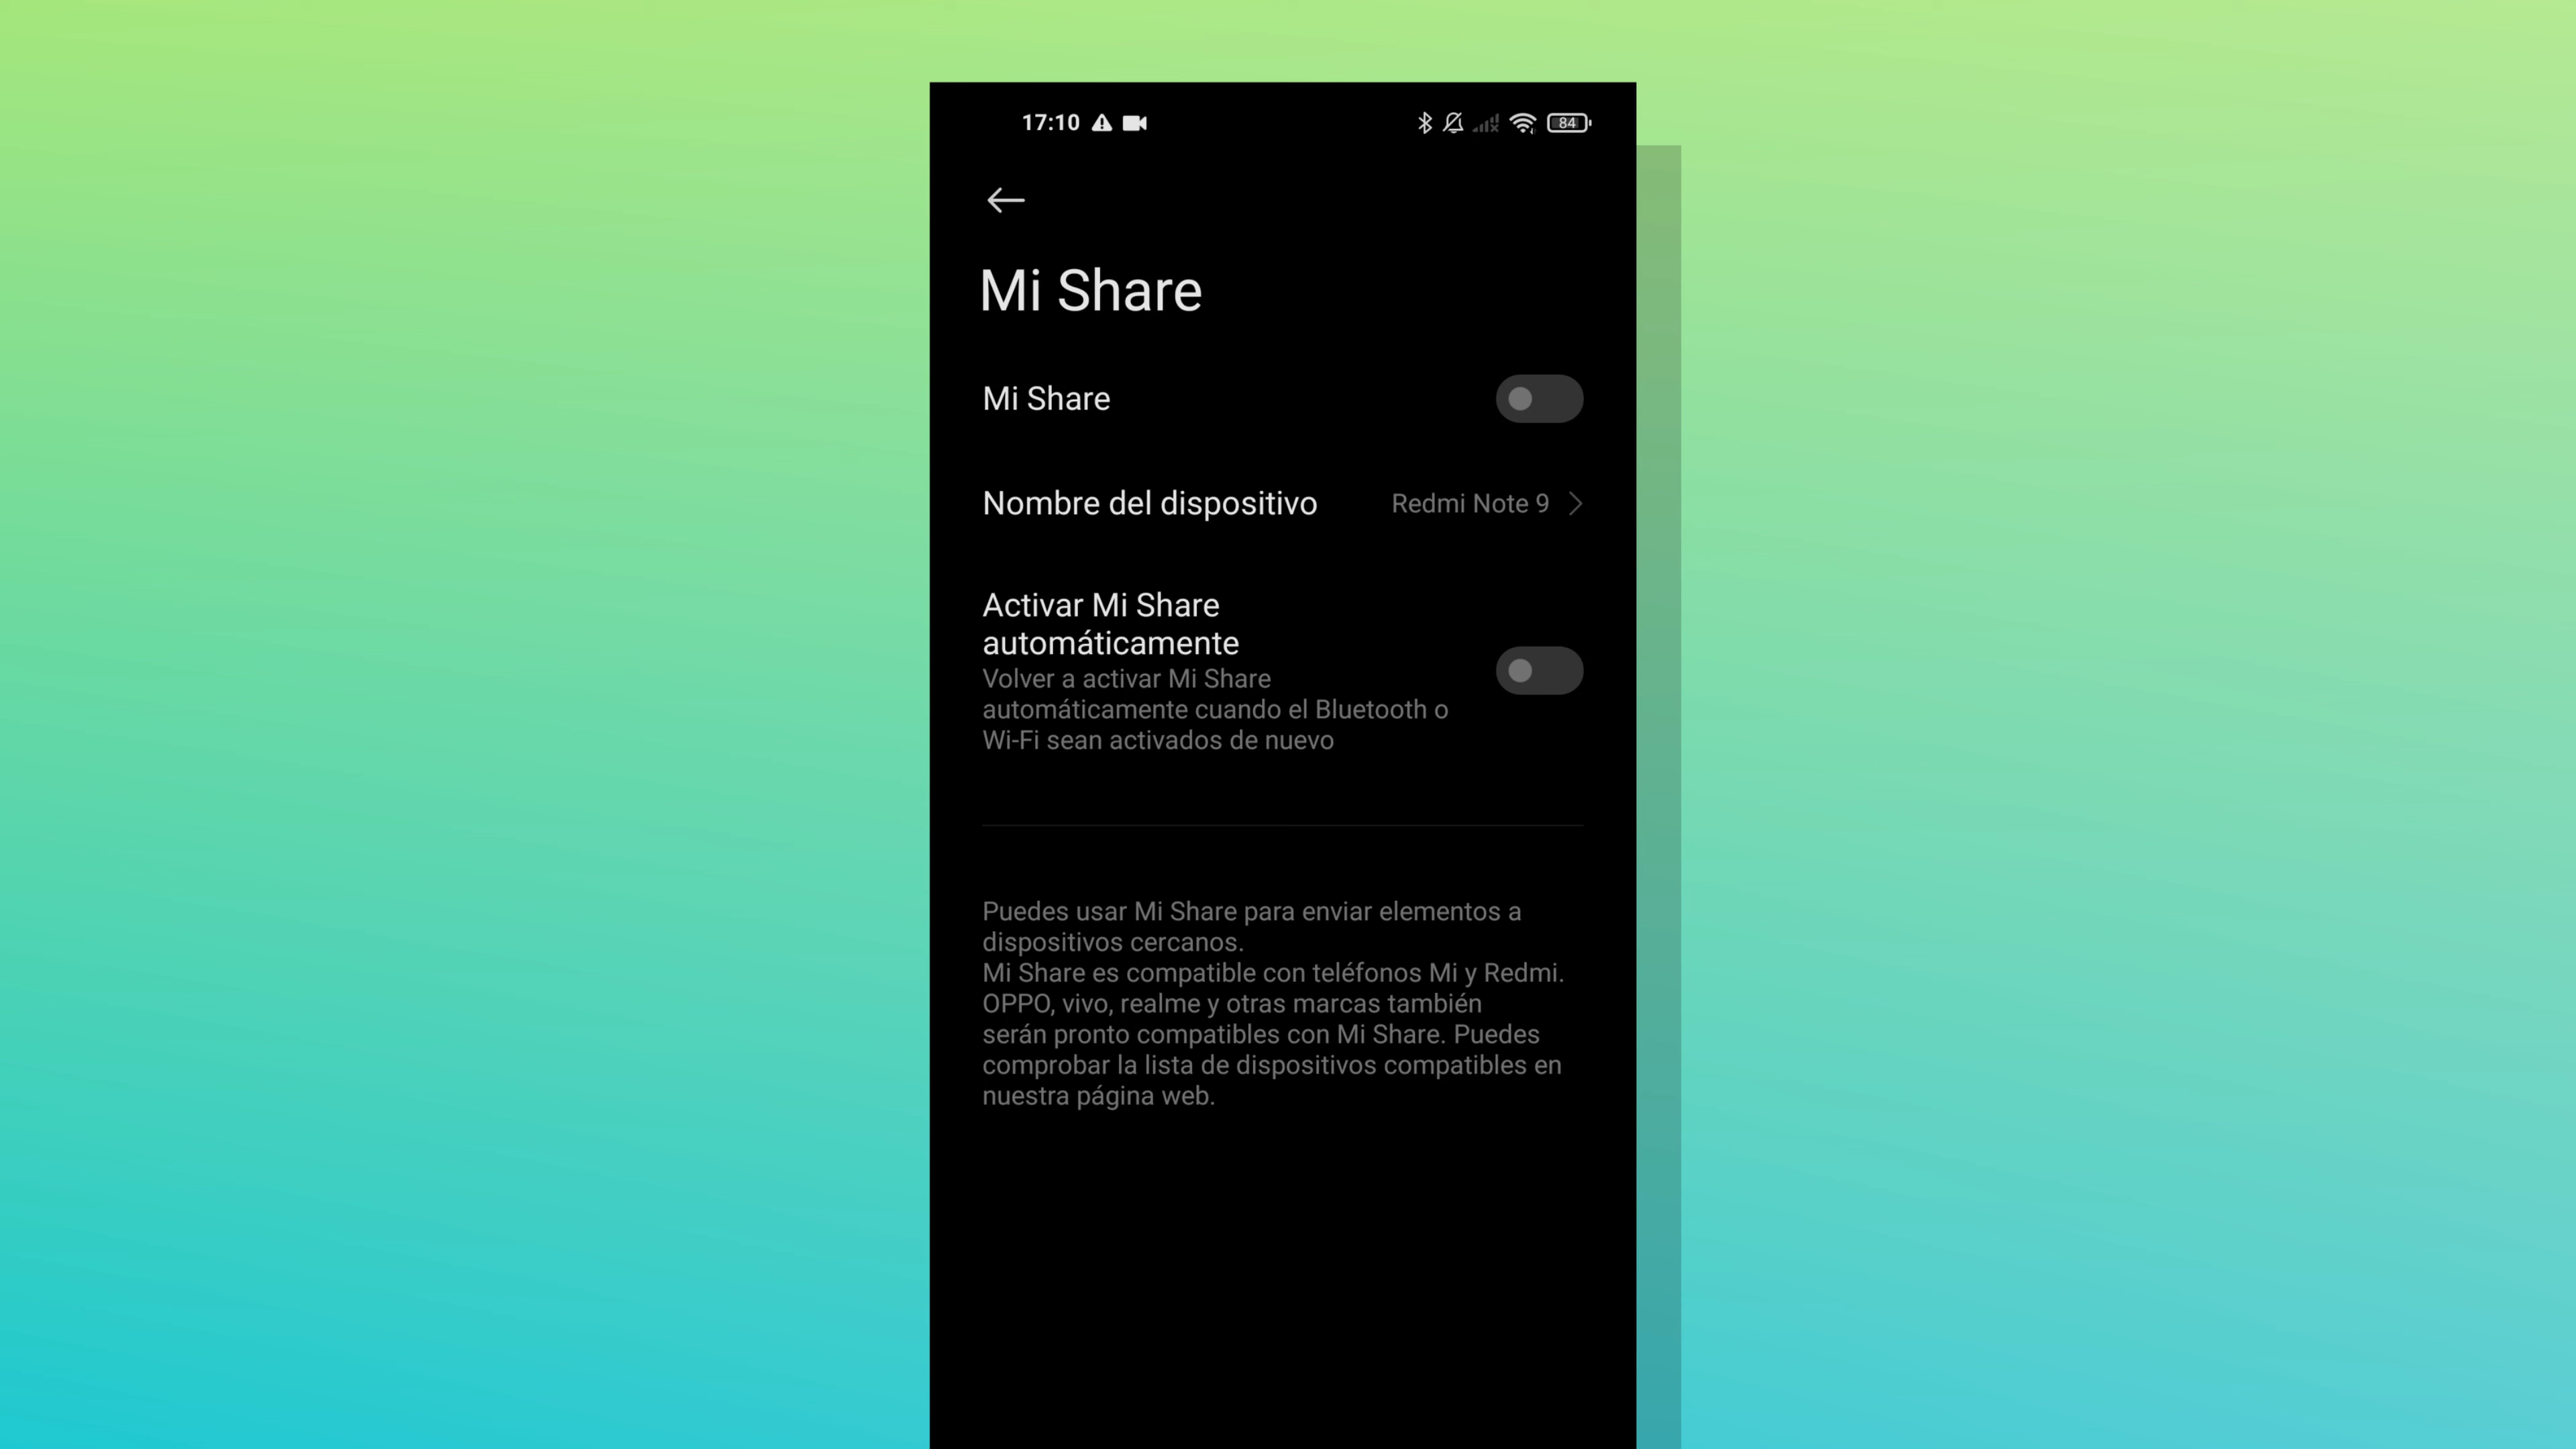 17:10 84
Mi Share
Mi Share
Nombre del dispositivo Redmi Note 9
Activar Mi Share
automáticamente
Volver a activar Mi Share
automáticamente cuando el Bluetooth o
Wi-Fi sean activados de nuevo
Puedes usar Mi Share para enviar elementos a
dispositivos cercanos.
Mi Share es compatible con teléfonos Mi y Redmi.
OPPO, vivo, realme y otras marcas también
serán pronto compatibles con Mi Share. Puedes
comprobar la lista de dispositivos compatibles en
nuestra página web.